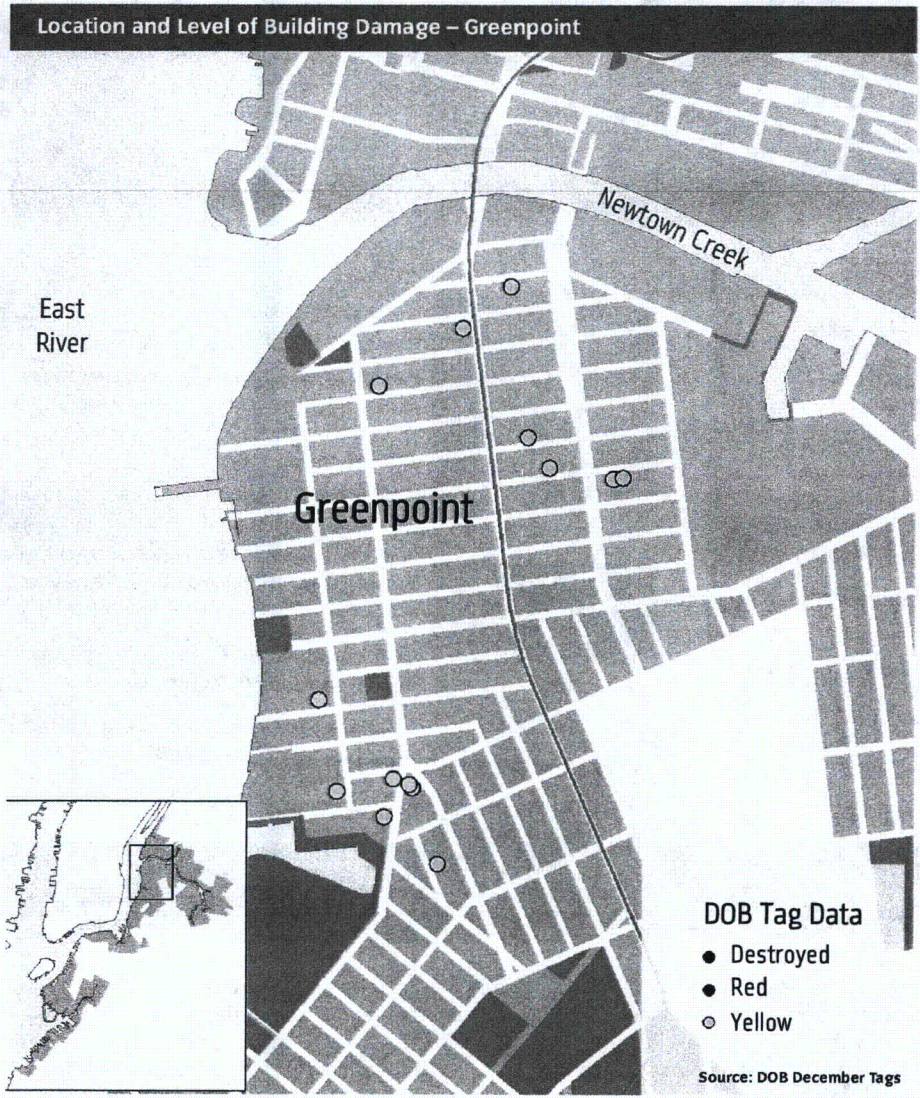 Location and Level of Building Damage – Greenpoint
Newtown Creek
East
River
Greenpoint
DOB Tag Data
Destroyed
Red
Yellow
Source: DOB December Tags